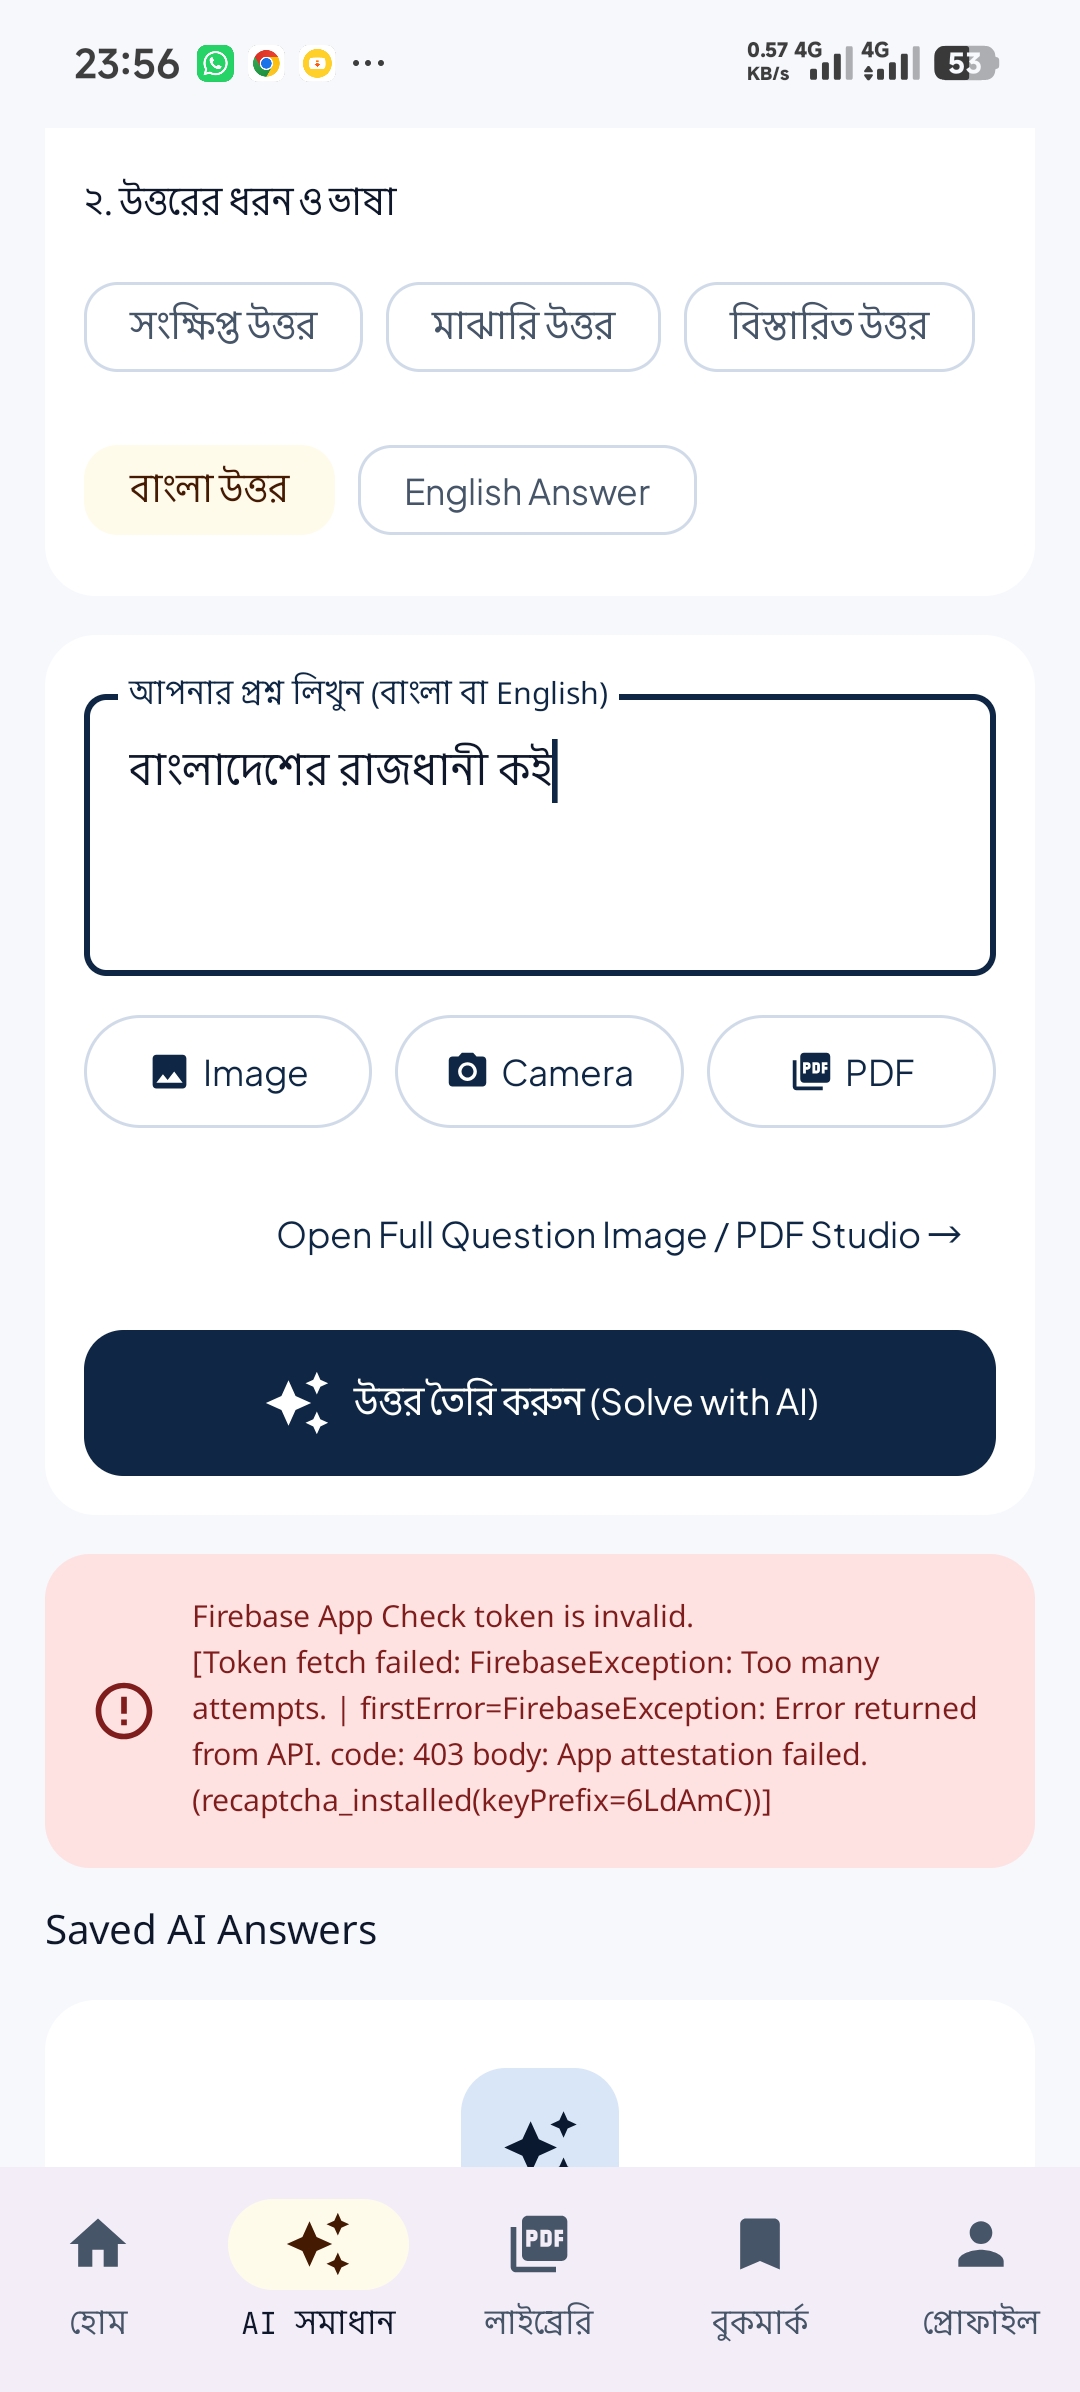 23:56
0.57 KB/s 4G 4G 53
২. উত্তরের ধরন ও ভাষা
সংক্ষিপ্ত উত্তর
মাঝারি উত্তর
বিস্তারিত উত্তর
বাংলা উত্তর
English Answer
আপনার প্রশ্ন লিখুন (বাংলা বা English)
বাংলাদেশের রাজধানী কই
Image
Camera
PDF
Open Full Question Image / PDF Studio →
উত্তর তৈরি করুন (Solve with AI)
Firebase App Check token is invalid.
[Token fetch failed: FirebaseException: Too many
attempts. | firstError=FirebaseException: Error returned
from API. code: 403 body: App attestation failed.
(recaptcha_installed(keyPrefix=6LdAmC))]
Saved AI Answers
হোম
AI সমাধান
লাইব্রেরি
বুকমার্ক
প্রোফাইল